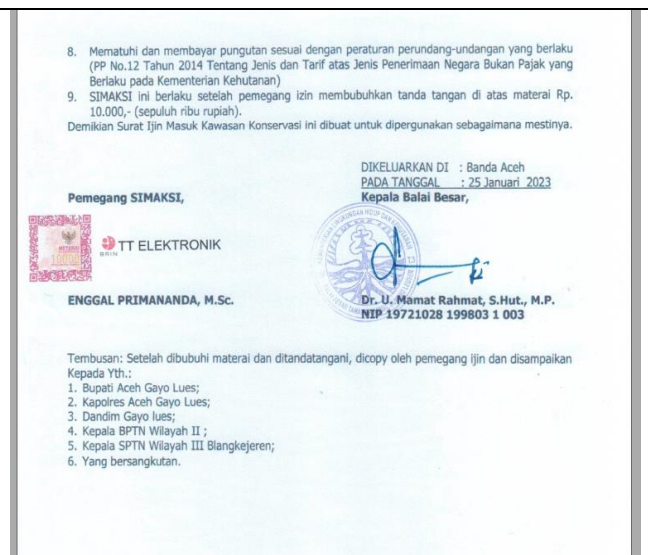 8. Mematuhi dan membayar pungutan sesuai dengan peraturan perundang-undangan yang berlaku
(PP No.12 Tahun 2014 Tentang Jenis dan Tarif atas Jenis Penerimaan Negara Bukan Pajak yang
Berlaku pada Kementerian Kehutanan)
9. SIMAKSI ini berlaku setelah pemegang izin membubuhkan tanda tangan di atas materai Rp.
10.000,- (sepuluh ribu rupiah).
Demikian Surat Ijin Masuk Kawasan Konservasi ini dibuat untuk dipergunakan sebagaimana mestinya.
DIKELUARKAN DI : Banda Aceh
PADA TANGGAL : 25 Januari 2023
Pemegang SIMAKSI,
Kepala Balai Besar,
10000
BRIN
TT ELEKTRONIK
ENGGAL PRIMANANDA, M.Sc.
Dr. U. Mamat Rahmat, S.Hut., M.P.
NIP 19721028 199803 1 003
Tembusan: Setelah dibubuhi materai dan ditandatangani, dicopy oleh pemegang ijin dan disampaikan
Kepada Yth.:
1. Bupati Aceh Gayo Lues;
2. Kapolres Aceh Gayo Lues;
3. Dandim Gayo lues;
4. Kepala BPTN Wilayah II ;
5. Kepala SPTN Wilayah III Blangkejeren;
6. Yang bersangkutan.